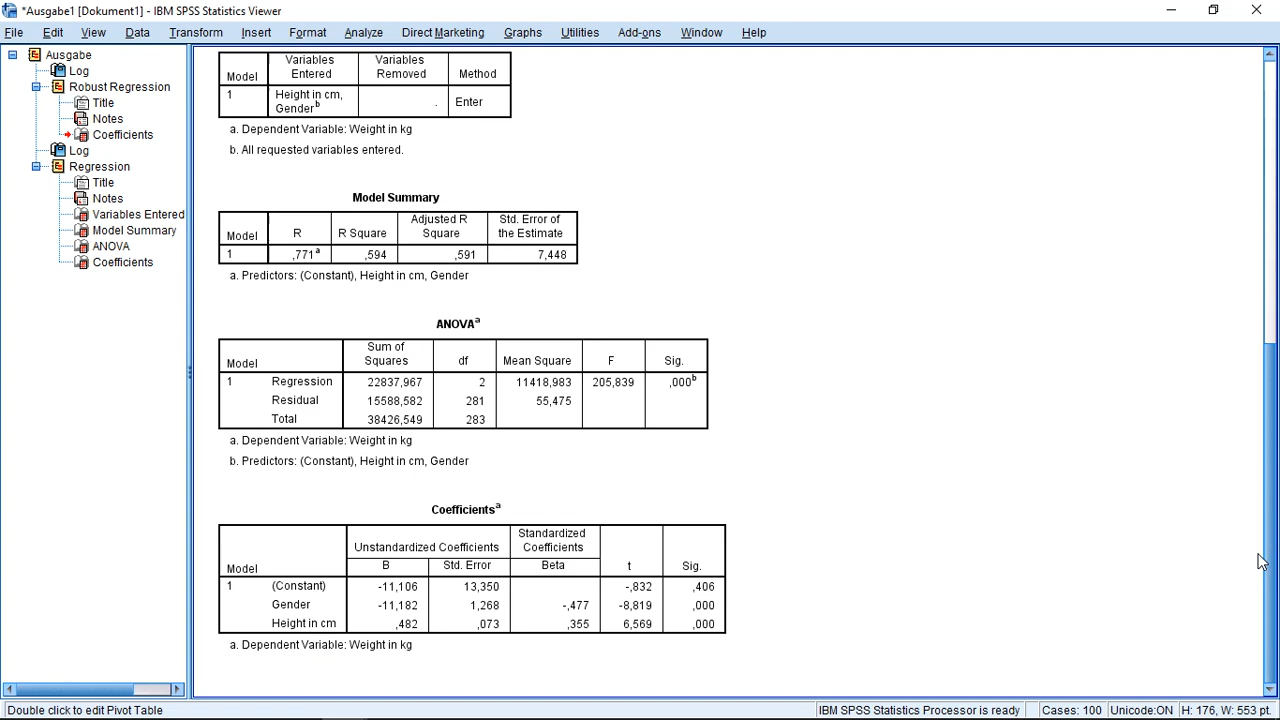 *Ausgabe1 [Dokument1] - IBM SPSS Statistics Viewer
File Edit View Data Transform Insert Format Analyze Direct Marketing Graphs Utilities Add-ons Window Help
Ausgabe
Log
Robust Regression
Title
Notes
Coefficients
Log
Regression
Title
Notes
Variables Entered
Model Summary
ANOVA
Coefficients
Model Variables Entered Variables Removed Method
1 Height in cm, Genderb . Enter
a. Dependent Variable: Weight in kg
b. All requested variables entered.
Model Summary
Model R R Square Adjusted R Square Std. Error of the Estimate
1 ,771a ,594 ,591 7,448
a. Predictors: (Constant), Height in cm, Gender
ANOVAa
Model Sum of Squares df Mean Square F Sig.
1 Regression 22837,967 2 11418,983 205,839 ,000b
Residual 15588,582 281 55,475
Total 38426,549 283
a. Dependent Variable: Weight in kg
b. Predictors: (Constant), Height in cm, Gender
Coefficientsa
Model Unstandardized Coefficients Standardized Coefficients t Sig.
B Std. Error Beta
1 (Constant) -11,106 13,350 -,832 ,406
Gender -11,182 1,268 -,477 -8,819 ,000
Height in cm ,482 ,073 ,355 6,569 ,000
a. Dependent Variable: Weight in kg
Double click to edit Pivot Table IBM SPSS Statistics Processor is ready Cases: 100 Unicode:ON H: 176, W: 553 pt.